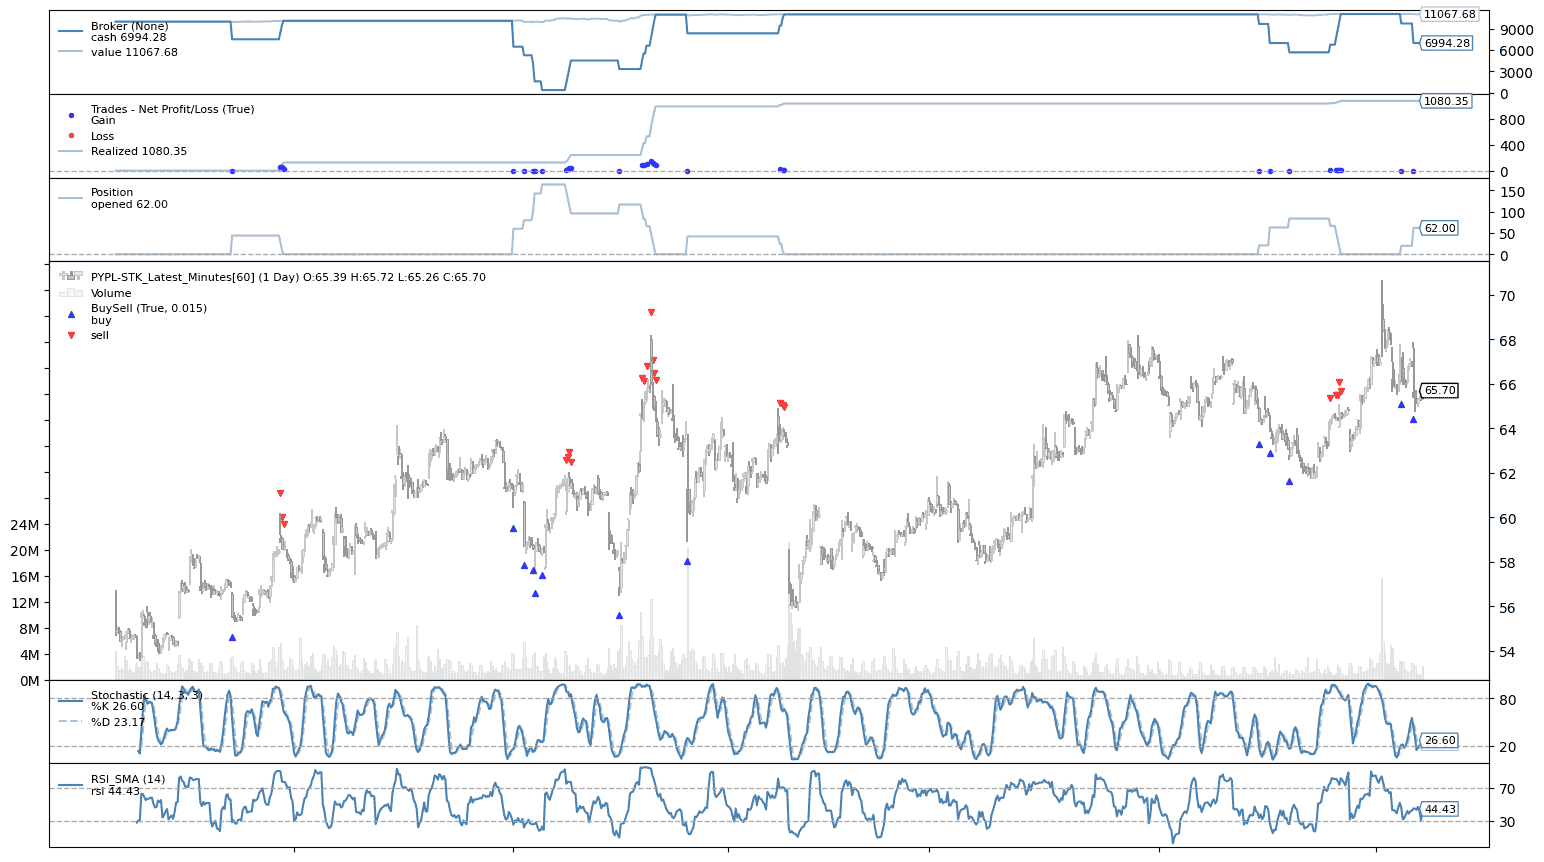 Broker (None)
cash 6994.28
value 11067.68
11067.68
9000
6994.28
6000
3000
0
Trades - Net Profit/Loss (True)
Gain
Loss
Realized 1080.35
1080.35
800
400
0
Position
opened 62.00
150
100
62.00
50
0
PYPL-STK_Latest_Minutes[60] (1 Day) O:65.39 H:65.72 L:65.26 C:65.70
Volume
BuySell (True, 0.015)
buy
sell
70
68
66
65.70
64
62
60
58
56
54
24M
20M
16M
12M
8M
4M
0M
Stochastic (14, 3, 3)
%K 26.60
%D 23.17
80
26.60
20
RSI_SMA (14)
rsi 44.43
70
44.43
30